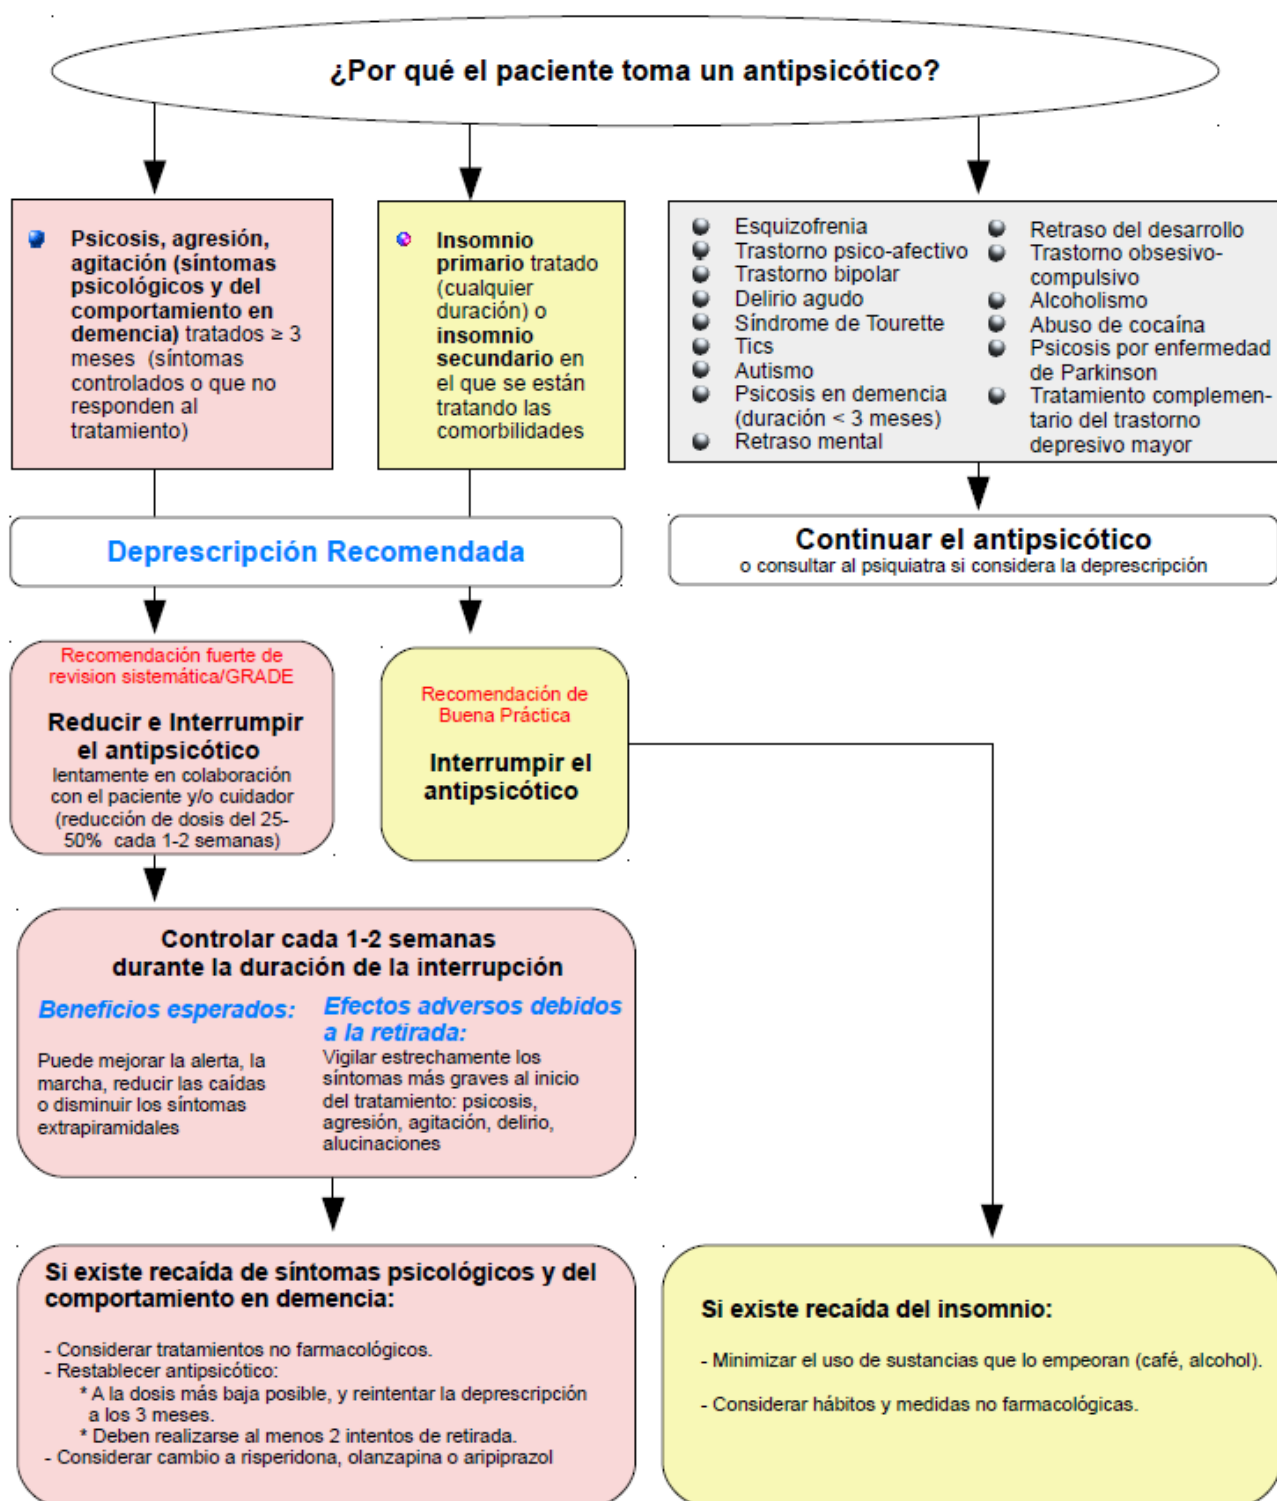 ¿Por qué el paciente toma un antipsicótico?
Psicosis, agresión,
agitación (síntomas
psicológicos y del
comportamiento en
demencia) tratados ≥ 3
meses (síntomas
controlados o que no
responden al
tratamiento)
Insomnio
primario tratado
(cualquier
duración) o
insomnio
secundario en
el que se están
tratando las
comorbilidades
Esquizofrenia
Trastorno psico-afectivo
Trastorno bipolar
Delirio agudo
Síndrome de Tourette
Tics
Autismo
Psicosis en demencia
(duración < 3 meses)
Retraso mental
Retraso del desarrollo
Trastorno obsesivo-
compulsivo
Alcoholismo
Abuso de cocaína
Psicosis por enfermedad
de Parkinson
Tratamiento complemen-
tario del trastorno
depresivo mayor
Deprescripción Recomendada
Continuar el antipsicótico
o consultar al psiquiatra si considera la deprescripción
Recomendación fuerte de
revision sistemática/GRADE
Reducir e Interrumpir
el antipsicótico
lentamente en colaboración
con el paciente y/o cuidador
(reducción de dosis del 25-
50% cada 1-2 semanas)
Recomendación de
Buena Práctica
Interrumpir el
antipsicótico
Controlar cada 1-2 semanas
durante la duración de la interrupción
Beneficios esperados:
Puede mejorar la alerta, la
marcha, reducir las caídas
o disminuir los síntomas
extrapiramidales
Efectos adversos debidos
a la retirada:
Vigilar estrechamente los
síntomas más graves al inicio
del tratamiento: psicosis,
agresión, agitación, delirio,
alucinaciones
Si existe recaída de síntomas psicológicos y del
comportamiento en demencia:
- Considerar tratamientos no farmacológicos.
- Restablecer antipsicótico:
* A la dosis más baja posible, y reintentar la deprescripción
a los 3 meses.
* Deben realizarse al menos 2 intentos de retirada.
- Considerar cambio a risperidona, olanzapina o aripiprazol
Si existe recaída del insomnio:
- Minimizar el uso de sustancias que lo empeoran (café, alcohol).
- Considerar hábitos y medidas no farmacológicas.